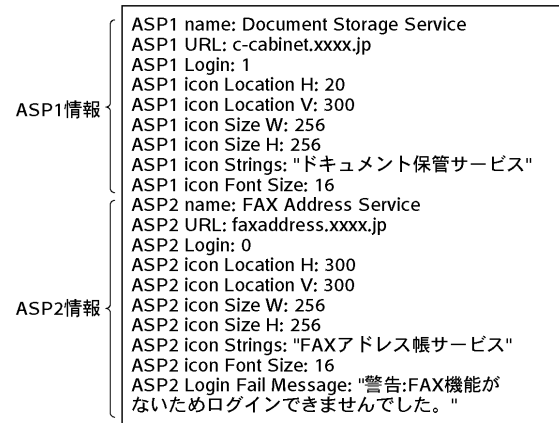 ASP1情報
ASP1 name: Document Storage Service
ASP1 URL: c-cabinet.xxxx.jp
ASP1 Login: 1
ASP1 icon Location H: 20
ASP1 icon Location V: 300
ASP1 icon Size W: 256
ASP1 icon Size H: 256
ASP1 icon Strings: "ドキュメント保管サービス"
ASP1 icon Font Size: 16
ASP2情報
ASP2 name: FAX Address Service
ASP2 URL: faxaddress.xxxx.jp
ASP2 Login: 0
ASP2 icon Location H: 300
ASP2 icon Location V: 300
ASP2 icon Size W: 256
ASP2 icon Size H: 256
ASP2 icon Strings: "FAXアドレス帳サービス"
ASP2 icon Font Size: 16
ASP2 Login Fail Message: "警告:FAX機能が
ないためログインできませんでした。"